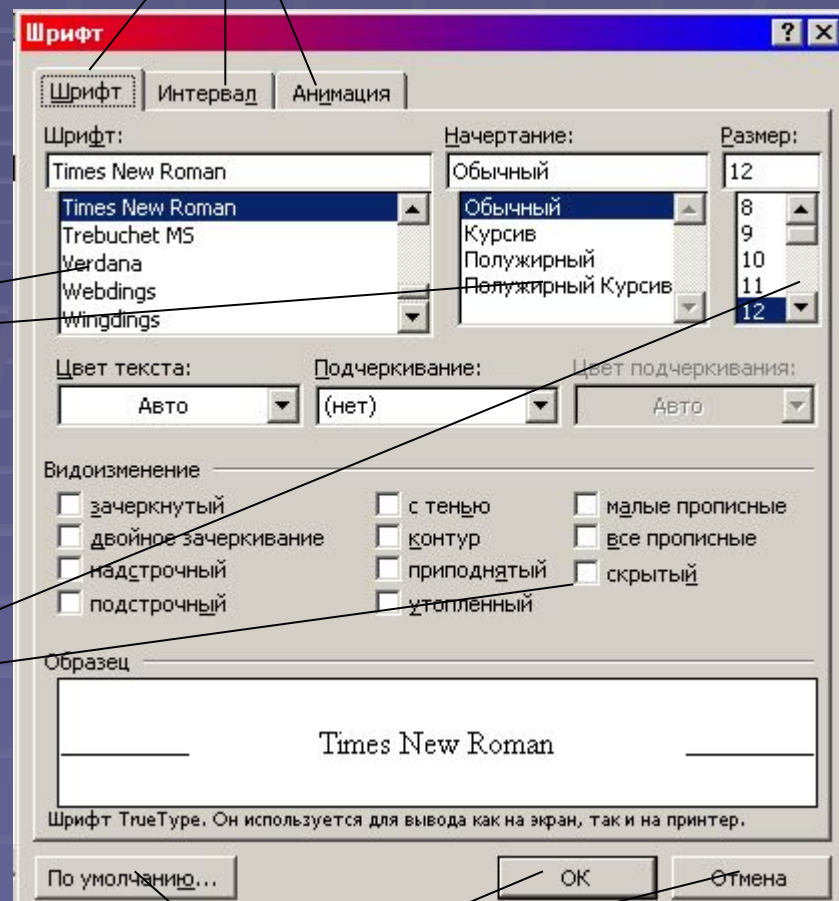 Шрифт
Шрифт Интервал Анимация
Шрифт: Начертание: Размер:
Times New Roman Обычный 12
Times New Roman Обычный 8
Trebuchet MS Курсив 9
Verdana Полужирный 10
Webdings Полужирный Курсив 11
Wingdings 12
Цвет текста: Подчеркивание: Цвет подчеркивания:
Авто (нет) Авто
Видоизменение
зачеркнутый с тенью малые прописные
двойное зачеркивание контур все прописные
надстрочный приподнятый скрытый
подстрочный утопленный
Образец
Times New Roman
Шрифт TrueType. Он используется для вывода как на экран, так и на принтер.
По умолчанию... ОК Отмена